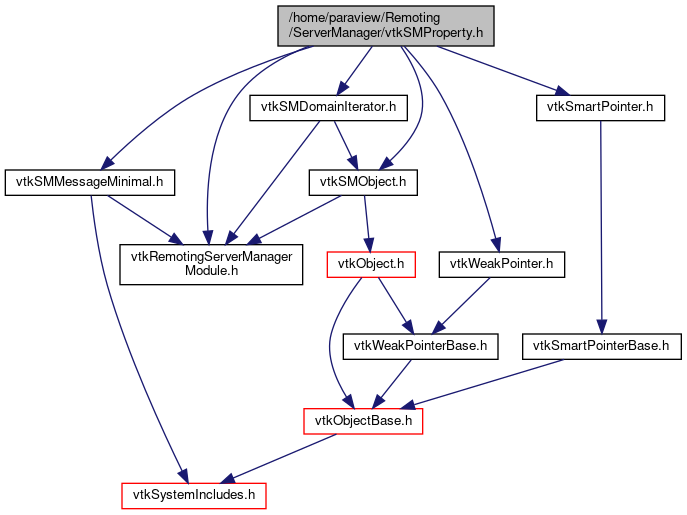 /home/paraview/Remoting
/ServerManager/vtkSMProperty.h
vtkSMDomainIterator.h
vtkSmartPointer.h
vtkSMMessageMinimal.h
vtkSMObject.h
vtkRemotingServerManager
Module.h
vtkObject.h
vtkWeakPointer.h
vtkWeakPointerBase.h
vtkSmartPointerBase.h
vtkObjectBase.h
vtkSystemIncludes.h